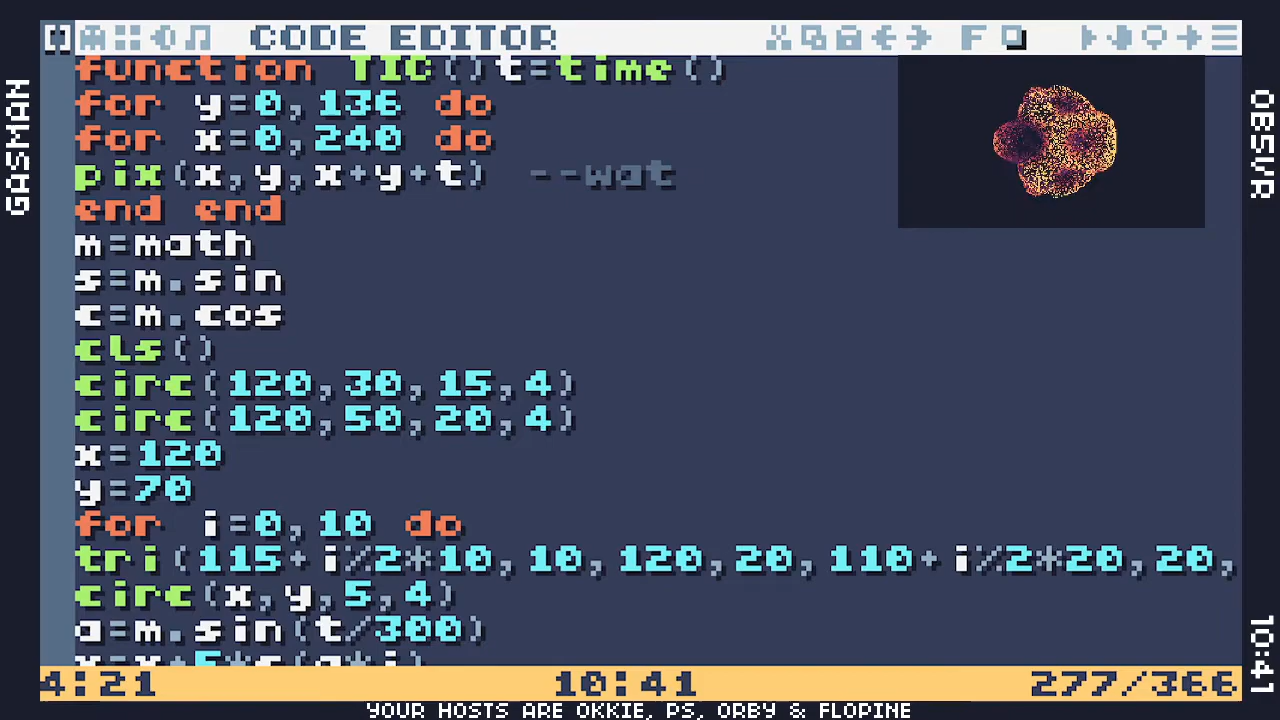 CODE EDITOR
F
GASMAN
OBSVR
function TIC()t=time()
for y=0,136 do
for x=0,240 do
pix(x,y,x+y+t) --wat
end end
m=math
s=m.sin
c=m.cos
cls()
circ(120,30,15,4)
circ(120,50,20,4)
x=120
y=70
for i=0,10 do
tri(115+i%2*10,10,120,20,110+i%2*20,20,
circ(x,y,5,4)
a=m.sin(t/300)
10:41
4:21 10:41 277/366
YOUR HOSTS ARE OKKIE, PS, ORBY & FLOPINE